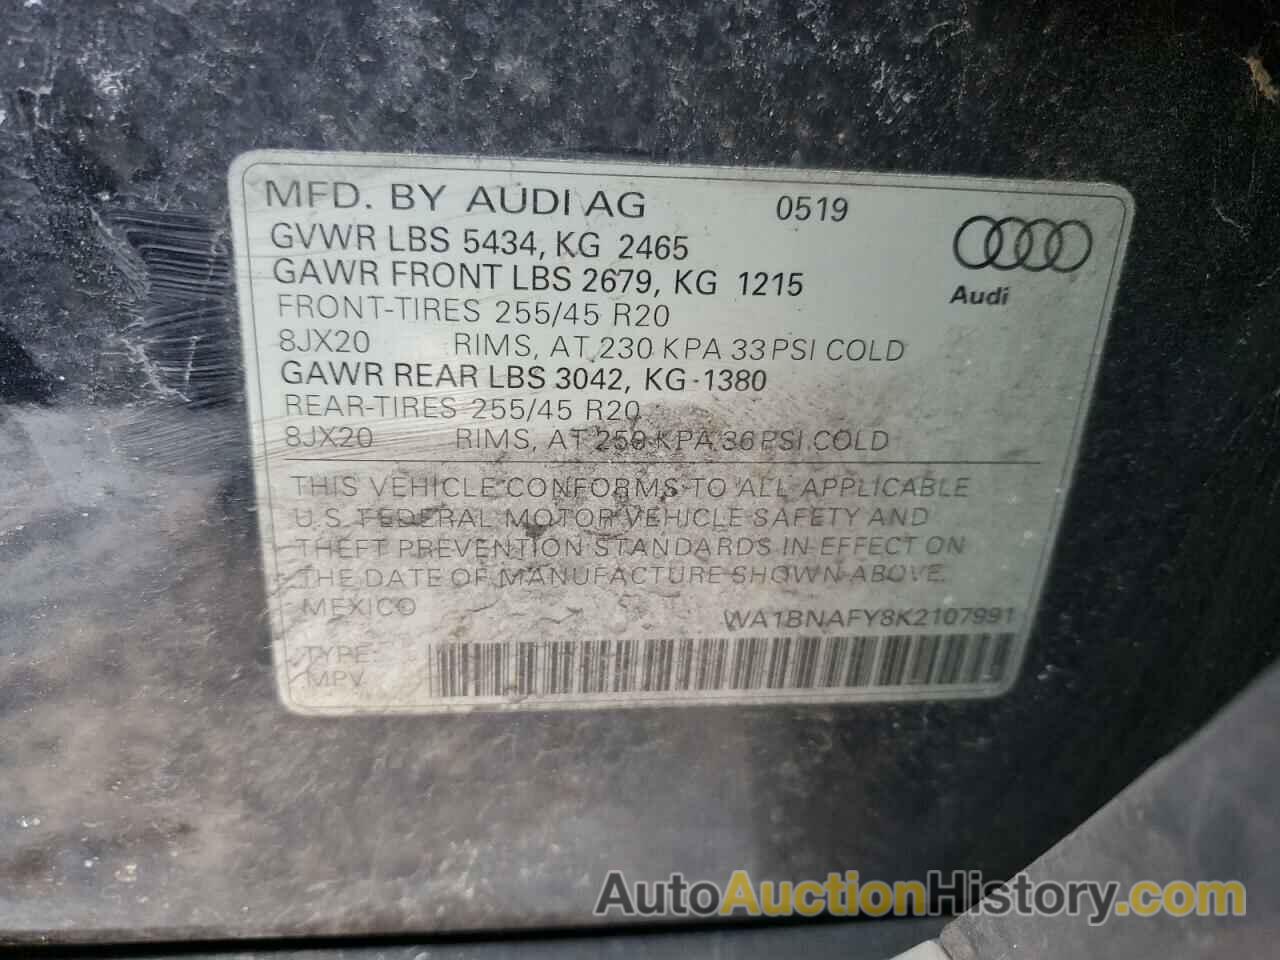 MFD. BY AUDI AG 0519
GVWR LBS 5434, KG 2465
GAWR FRONT LBS 2679, KG 1215
FRONT-TIRES 255/45 R20
8JX20 RIMS, AT 230 KPA 33 PSI COLD
GAWR REAR LBS 3042, KG 1380
REAR-TIRES 255/45 R20
8JX20 RIMS, AT 250 KPA 36 PSI COLD
Audi
THIS VEHICLE CONFORMS TO ALL APPLICABLE
U.S. FEDERAL MOTOR VEHICLE SAFETY AND
THEFT PREVENTION STANDARDS IN EFFECT ON
THE DATE OF MANUFACTURE SHOWN ABOVE.
MEXICO WA1BNAFY8K2107991
TYPE:
MPV
AutoAuctionHistory.com